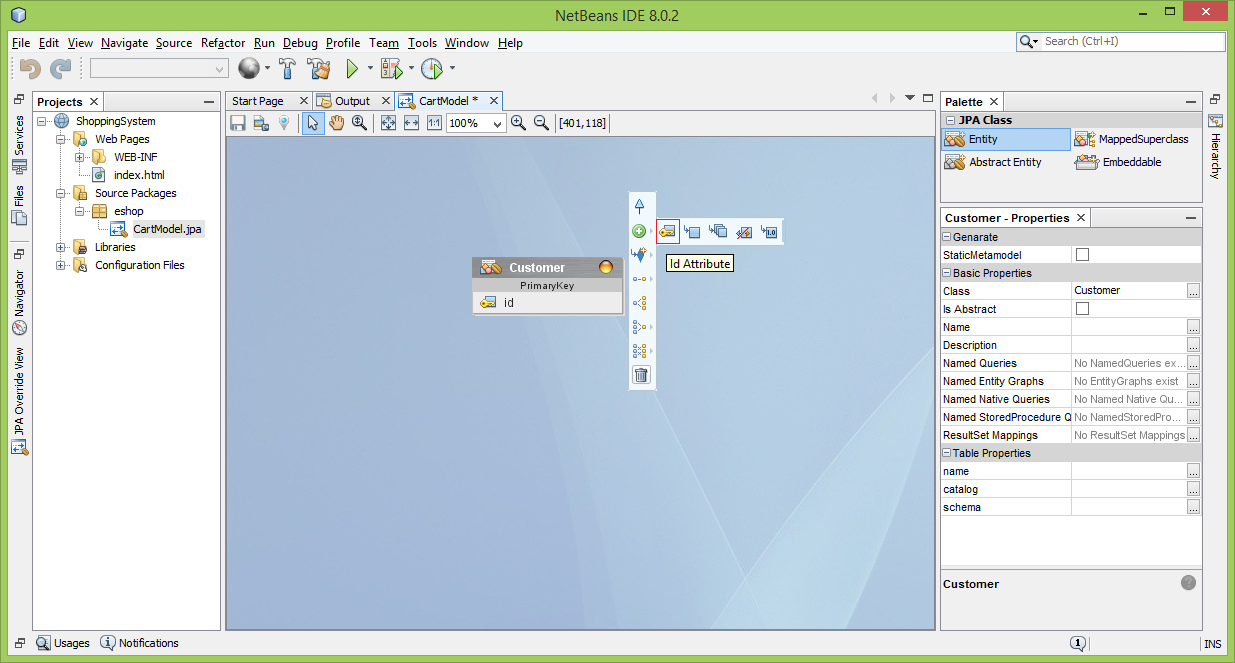 NetBeans IDE 8.0.2
File Edit View Navigate Source Refactor Run Debug Profile Team Tools Window Help
Search (Ctrl+I)
Projects
ShoppingSystem
Web Pages
WEB-INF
index.html
Source Packages
eshop
CartModel.jpa
Libraries
Configuration Files
Services
Files
Navigator
JPA Override View
Start Page
Output
CartModel *
1:1
100%
[401,118]
Customer
PrimaryKey
id
1.0
Id Attribute
Palette
JPA Class
Entity
MappedSuperclass
Abstract Entity
Embeddable
Hierarchy
Customer - Properties
Genarate
StaticMetamodel
Basic Properties
Class Customer ...
Is Abstract
Name ...
Description ...
Named Queries No NamedQueries ex... ...
Named Entity Graphs No EntityGraphs exist ...
Named Native Queries No Named Native Qu... ...
Named StoredProcedure Q No NamedStoredPro... ...
ResultSet Mappings No ResultSet Mappings ...
Table Properties
name ...
catalog ...
schema ...
Customer
?
Usages
Notifications
1
INS